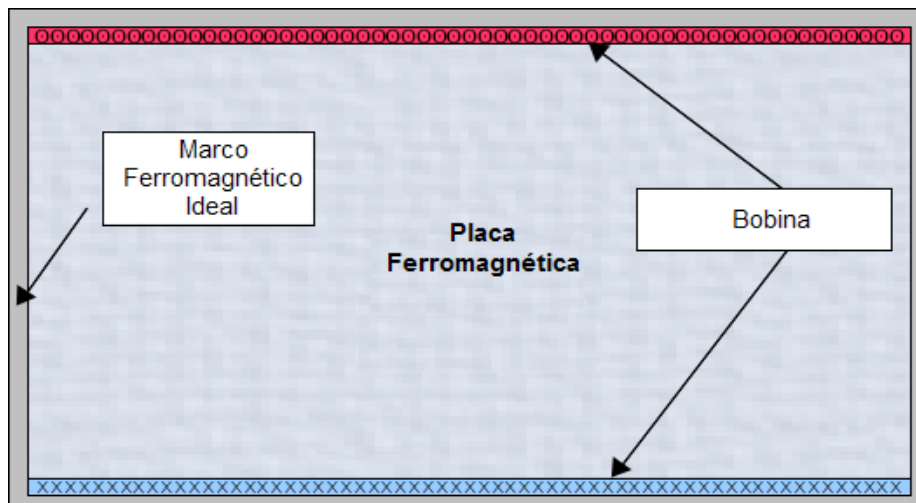 Marco
Ferromagnético
Ideal
Bobina
Placa
Ferromagnética